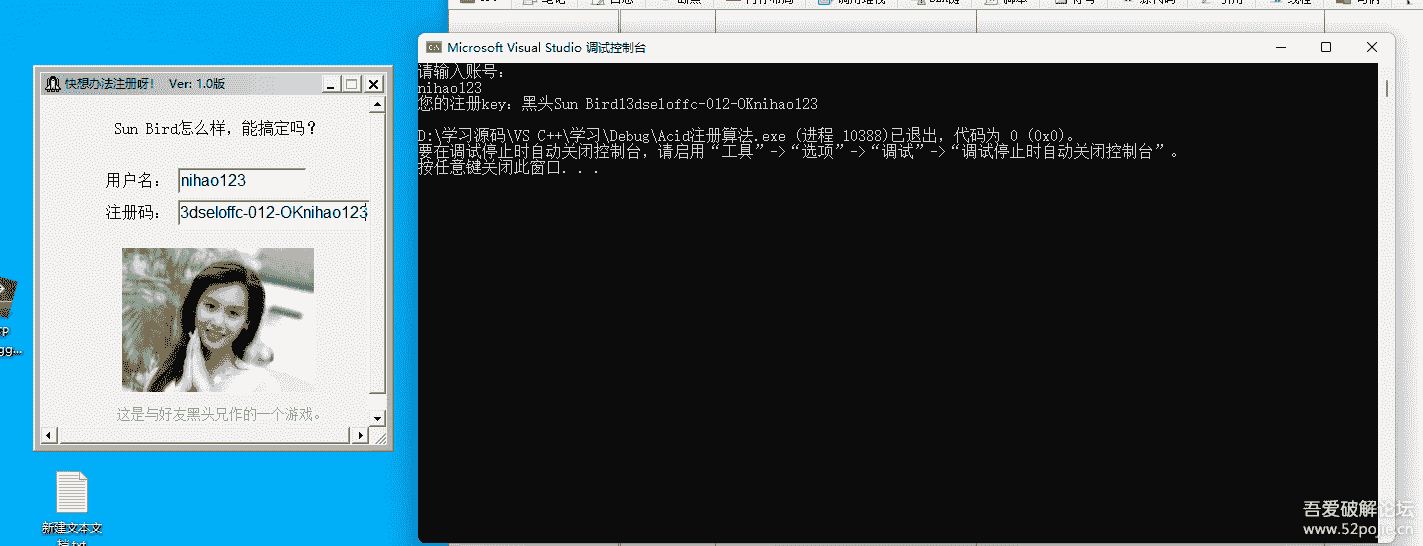 Microsoft Visual Studio 调试控制台
请输入账号：
nihao123
您的注册key：黑头Sun Bird13dseloffc-012-OKnihao123
D:\学习源码\VS C++\学习\Debug\Acid注册算法.exe (进程 10388)已退出，代码为 0 (0x0)。
要在调试停止时自动关闭控制台，请启用“工具”->“选项”->“调试”->“调试停止时自动关闭控制台”。
按任意键关闭此窗口. . .
快想办法注册呀！ Ver: 1.0版
Sun Bird怎么样，能搞定吗？
用户名： nihao123
注册码： 3dseloffc-012-OKnihao123
这是与好友黑头兄作的一个游戏。
新建文本文
吾爱破解论坛
www.52pojie.cn